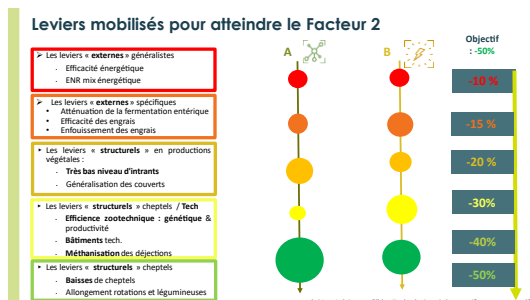 Leviers mobilisés pour atteindre le Facteur 2
Objectif
: -50%
A
B
➢ Les leviers « externes » généralistes
- Efficacité énergétique
- ENR mix énergétique
➢ Les leviers « externes » spécifiques
• Atténuation de la fermentation entérique
• Efficacité des engrais
• Enfouissement des engrais
• Les leviers « structurels » en productions
végétales :
- Très bas niveau d'intrants
- Généralisation des couverts
‣ Les leviers « structurels » cheptels / Tech
- Efficience zootechnique : génétique &
productivité
- Bâtiments tech.
- Méthanisation des déjections
‣ Les leviers « structurels » cheptels
- Baisses de cheptels
- Allongement rotations et légumineuses
-10 %
-15 %
-20 %
-30%
-40%
-50%